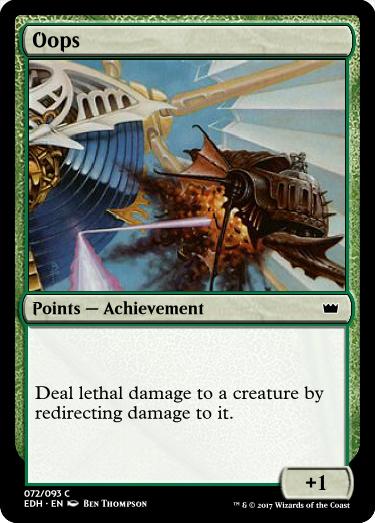 Oops
Points — Achievement
Deal lethal damage to a creature by
redirecting damage to it.
+1
072/093 C
EDH • EN Ben Thompson
™ & © 2017 Wizards of the Coast